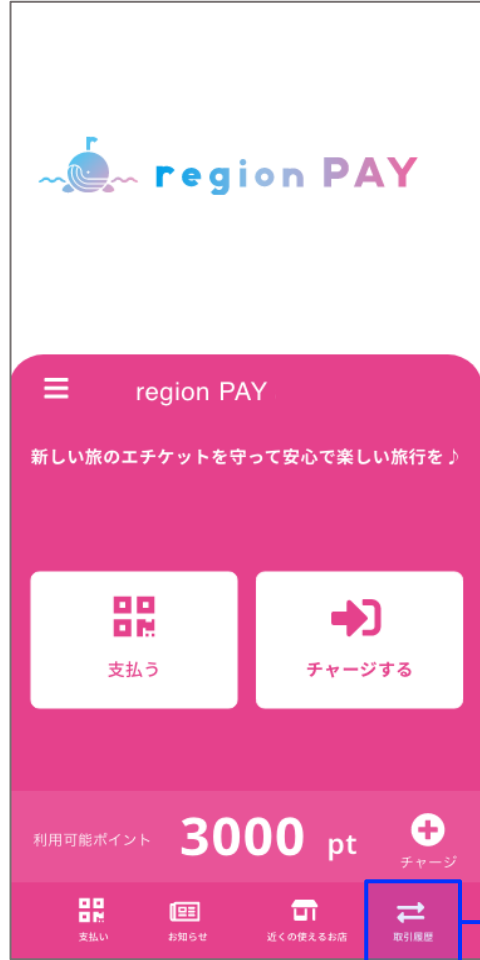 region PAY
region PAY
新しい旅のエチケットを守って安心で楽しい旅行を♪
支払う
チャージする
利用可能ポイント 3000 pt
チャージ
支払い お知らせ 近くの使えるお店 取引履歴